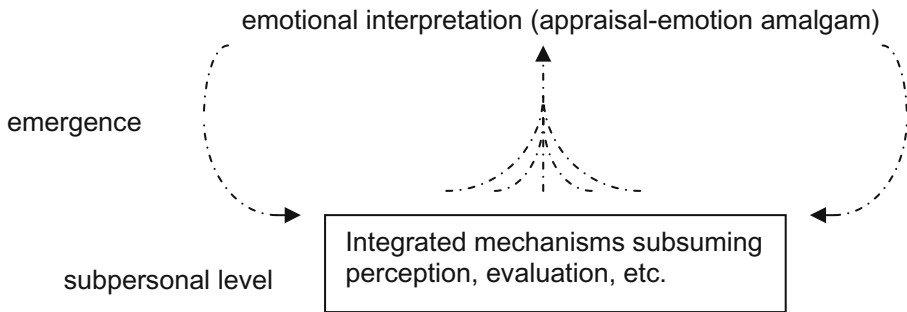 emotional interpretation (appraisal-emotion amalgam)
emergence
Integrated mechanisms subsuming
perception, evaluation, etc.
subpersonal level